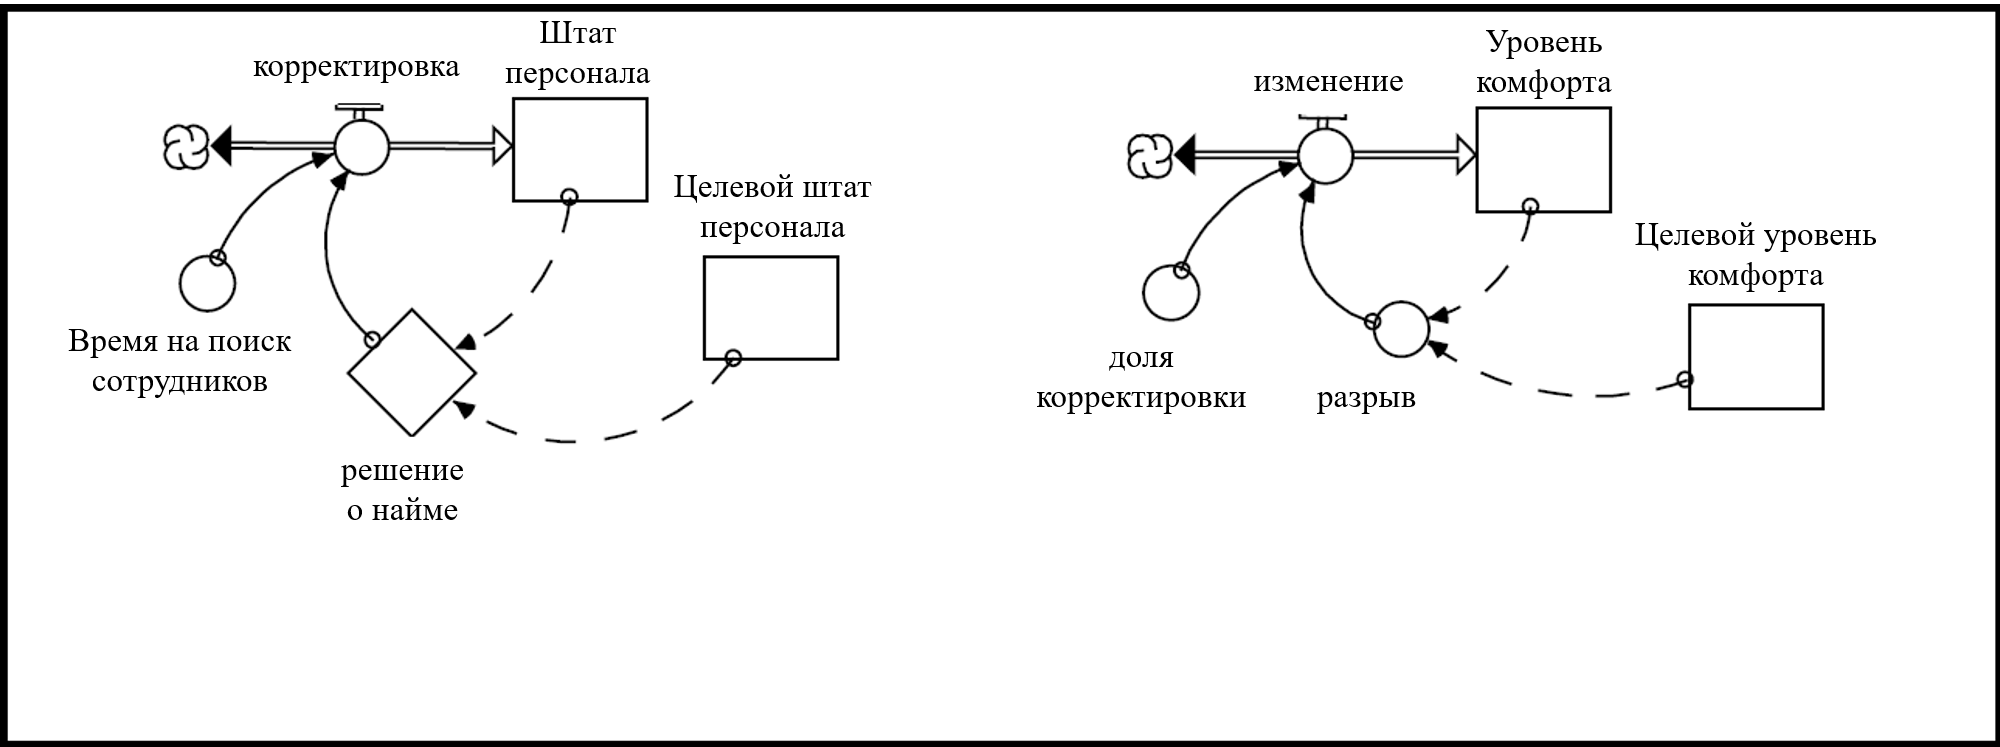 корректировка
Штат
персонала
Целевой штат
персонала
Время на поиск
сотрудников
решение
о найме
изменение
Уровень
комфорта
Целевой уровень
комфорта
доля
корректировки
разрыв